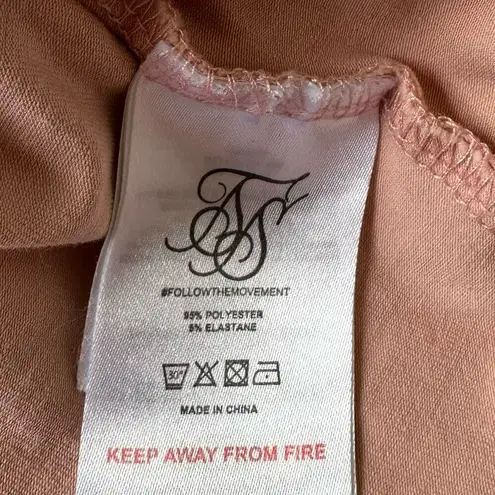 #FOLLOWTHEMOVEMENT
95% POLYESTER
5% ELASTANE
30°
MADE IN CHINA
KEEP AWAY FROM FIRE